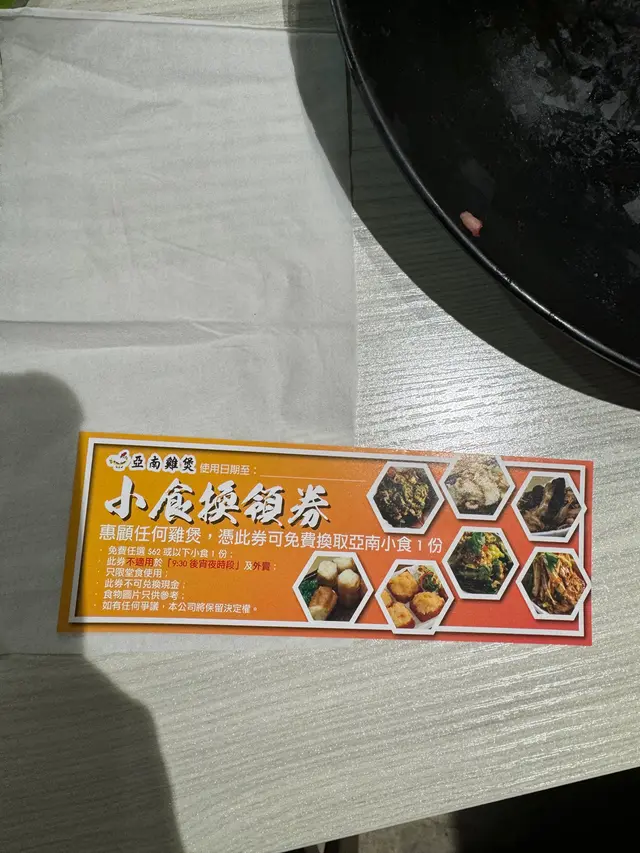 亞南雞煲 使用日期至：
小食換領券
惠顧任何雞煲，憑此券可免費換取亞南小食1份
· 免費任選 $62 或以下小食1份；
· 此券不適用於「9:30 後宵夜時段」及外賣；
· 只限堂食使用；
· 此券不可兌換現金；
· 食物圖片只供參考；
· 如有任何爭議，本公司將保留決定權。